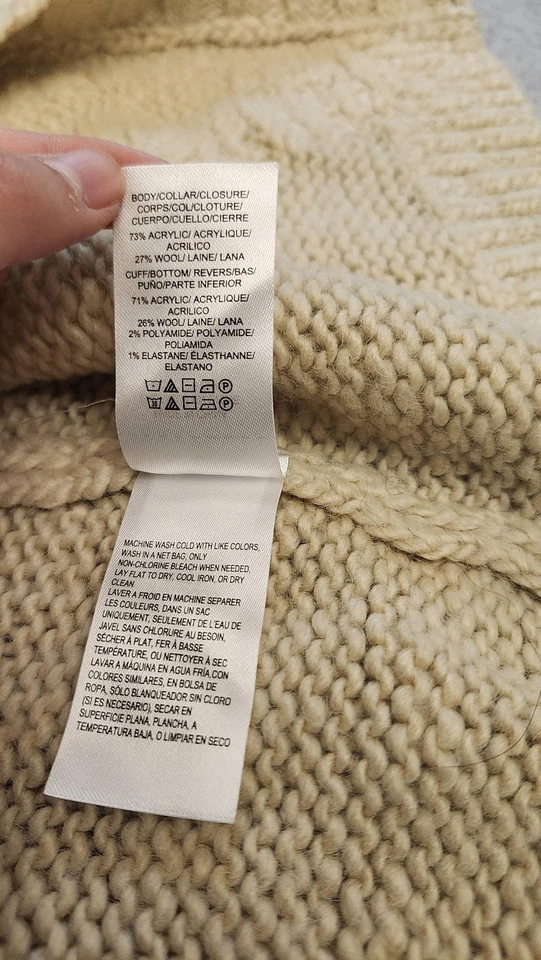 BODY/COLLAR/CLOSURE/
CORPS/COL/CLOTURE/
CUERPO/CUELLO/CIERRE
73% ACRYLIC/ ACRYLIQUE/
ACRILICO
27% WOOL/ LAINE/ LANA
CUFF/BOTTOM/ REVERS/BAS/
PUÑO/PARTE INFERIOR
71% ACRYLIC/ ACRYLIQUE/
ACRILICO
26% WOOL/ LAINE/ LANA
2% POLYAMIDE/ POLYAMIDE/
POLIAMIDA
1% ELASTANE/ ÉLASTHANNE/
ELASTANO
MACHINE WASH COLD WITH LIKE COLORS,
WASH IN A NET BAG, ONLY
NON-CHLORINE BLEACH WHEN NEEDED,
LAY FLAT TO DRY, COOL IRON, OR DRY
CLEAN
LAVER A FROID EN MACHINE SEPARER
LES COULEURS, DANS UN SAC
UNIQUEMENT, SEULEMENT DE L'EAU DE
JAVEL SANS CHLORURE AU BESOIN,
SÉCHER À PLAT, FER À BASSE
TEMPÉRATURE, OU NETTOYER À SEC
LAVAR A MÁQUINA EN AGUA FRÍA,CON
COLORES SIMILARES, EN BOLSA DE
ROPA, SÓLO BLANQUEADOR SIN CLORO
(SI ES NECESARIO), SECAR EN
SUPERFICIE PLANA, PLANCHA, A
TEMPERATURA BAJA, O LIMPIAR EN SECO